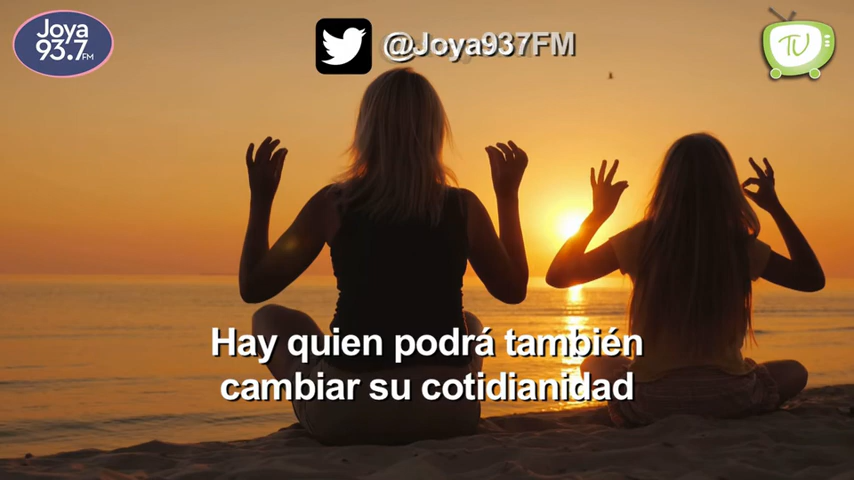 Joya
93.7FM
@Joya937FM
TV
Hay quien podrá también
cambiar su cotidianidad